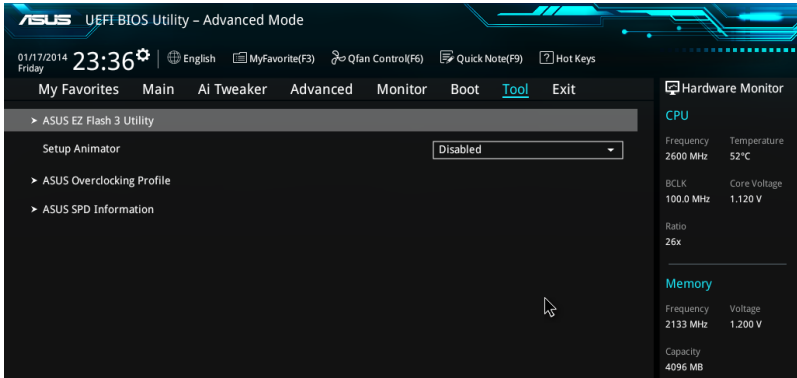 ASUS UEFI BIOS Utility – Advanced Mode
01/17/2014 Friday 23:36 English MyFavorite(F3) Qfan Control(F6) Quick Note(F9) ? Hot Keys
My Favorites Main Ai Tweaker Advanced Monitor Boot Tool Exit
> ASUS EZ Flash 3 Utility
Setup Animator Disabled
> ASUS Overclocking Profile
> ASUS SPD Information
Hardware Monitor
CPU
Frequency Temperature
2600 MHz 52°C
BCLK Core Voltage
100.0 MHz 1.120 V
Ratio
26x
Memory
Frequency Voltage
2133 MHz 1.200 V
Capacity
4096 MB